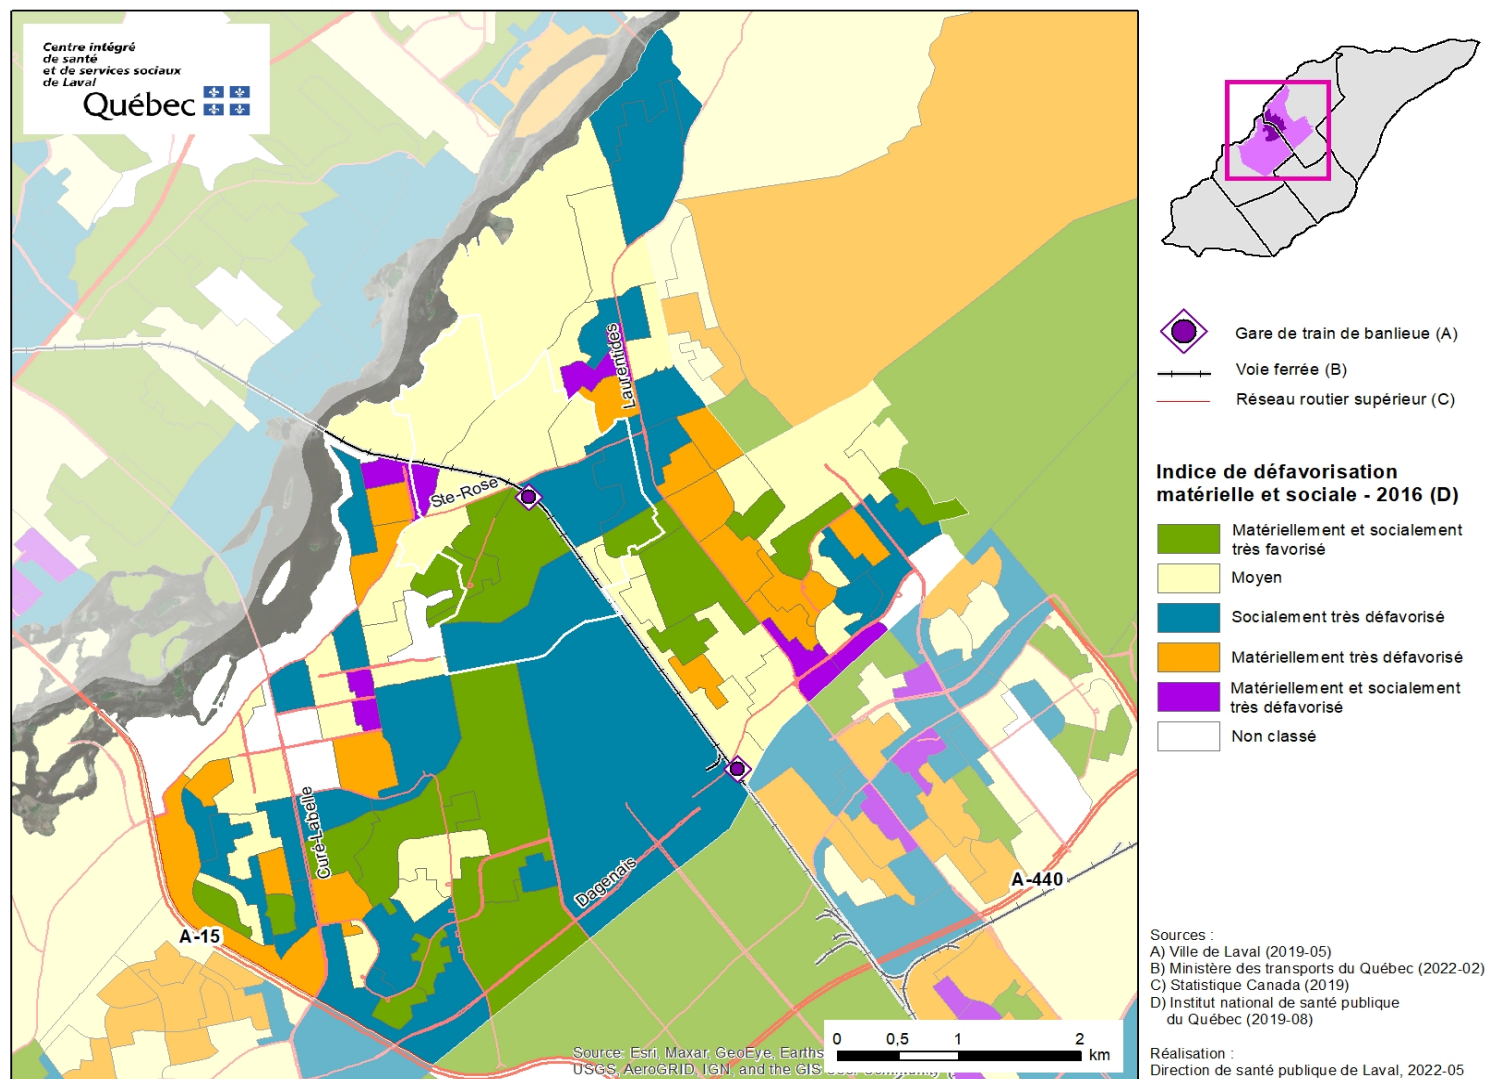 Centre intégré
de santé
et de services sociaux
de Laval
Québec
Laurentides
Ste-Rose
Curé-Labelle
Dagenais
A-15
A-440
Gare de train de banlieue (A)
Voie ferrée (B)
Réseau routier supérieur (C)
Indice de défavorisation
matérielle et sociale - 2016 (D)
Matériellement et socialement
très favorisé
Moyen
Socialement très défavorisé
Matériellement très défavorisé
Matériellement et socialement
très défavorisé
Non classé
Sources :
A) Ville de Laval (2019-05)
B) Ministère des transports du Québec (2022-02)
C) Statistique Canada (2019)
D) Institut national de santé publique
du Québec (2019-08)
Réalisation :
Direction de santé publique de Laval, 2022-05
0 0,5 1 2
km
Source: Esri, Maxar, GeoEye, Earths
USGS, AeroGRID, IGN, and the GIS User Community